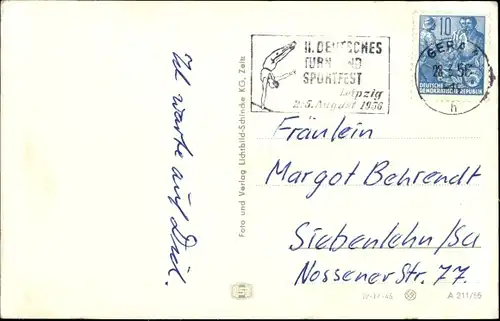 Ich warte auf Dich.
Foto und Verlag Lichtbild-Schincke KG, Zeitz
II. DEUTSCHES
TURN- UND
SPORTFEST
Leipzig
2.-5. August 1956
10
DEUTSCHE
DEMOKRATISCHE REPUBLIK
GERA
h
Fräulein
Margot Behrendt
Siebenlehn/Sa
Nossener Str. 77.
A 211/55